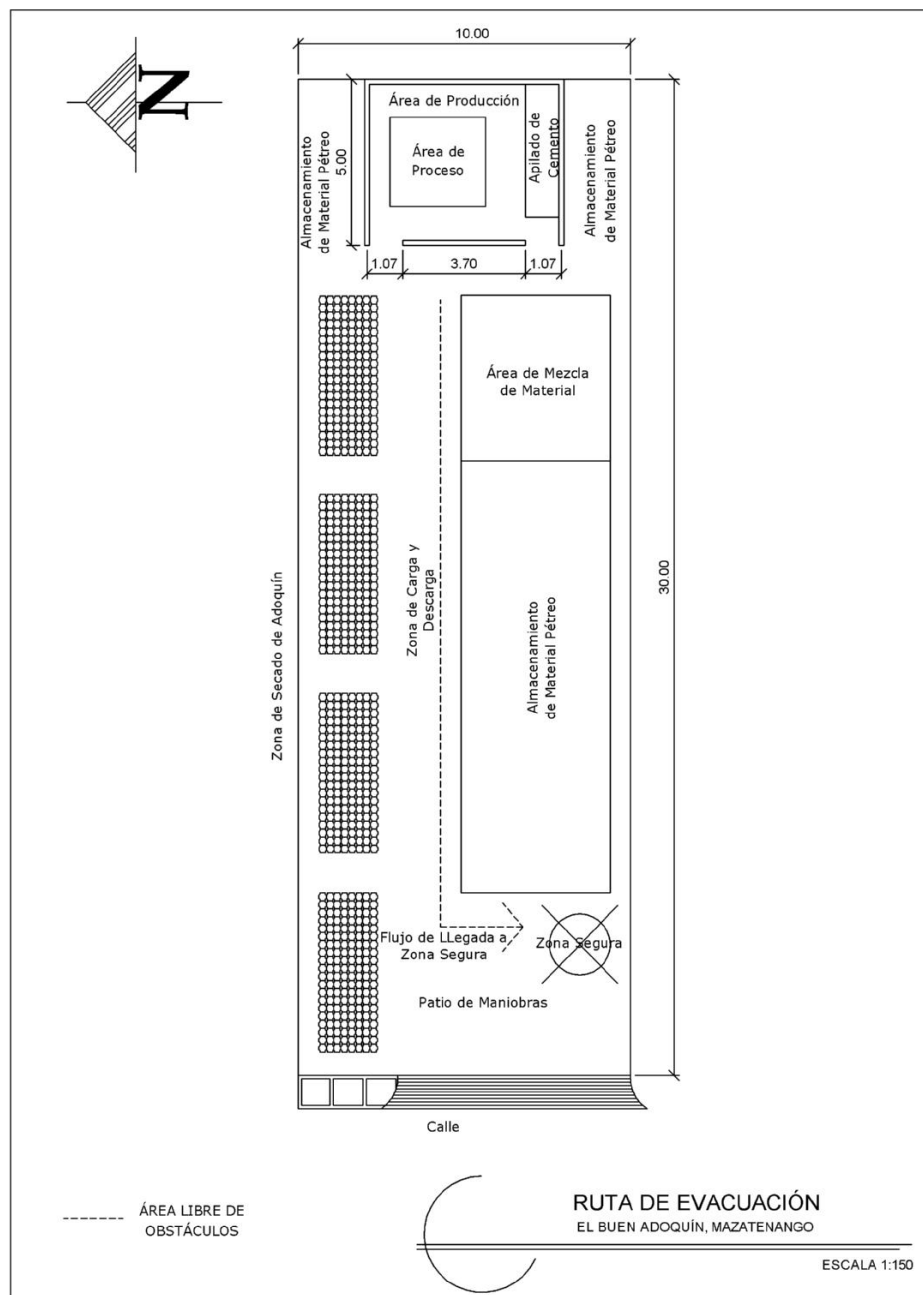 10.00
N
Área de Producción
Área de
Proceso
Apilado de
Cemento
Almacenamiento
de Material Pétreo
5.00
Almacenamiento
de Material Pétreo
1.07
3.70
1.07
Área de Mezcla
de Material
Zona de Secado de Adoquín
Zona de Carga y
Descarga
Almacenamiento
de Material Pétreo
30.00
Flujo de LLegada a
Zona Segura
Zona Segura
Patio de Maniobras
Calle
ÁREA LIBRE DE
OBSTÁCULOS
RUTA DE EVACUACIÓN
EL BUEN ADOQUÍN, MAZATENANGO
ESCALA 1:150